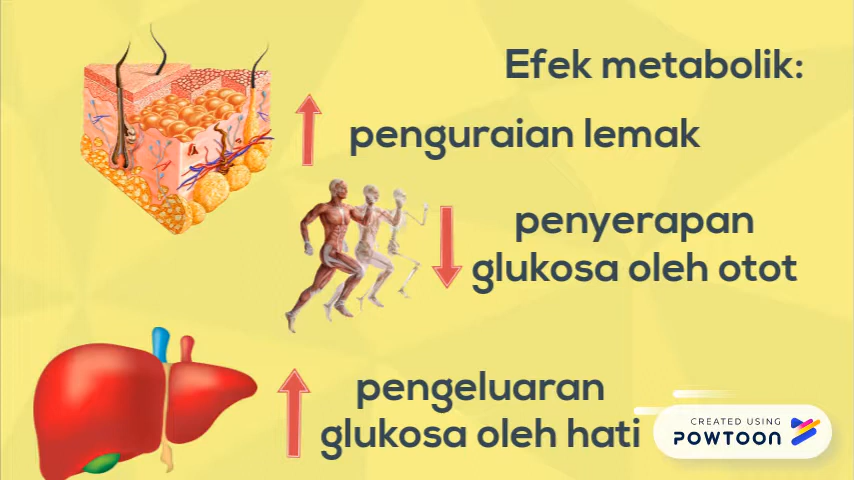 Efek metabolik:
penguraian lemak
penyerapan
glukosa oleh otot
pengeluaran
glukosa oleh hati
CREATED USING
POWTOON